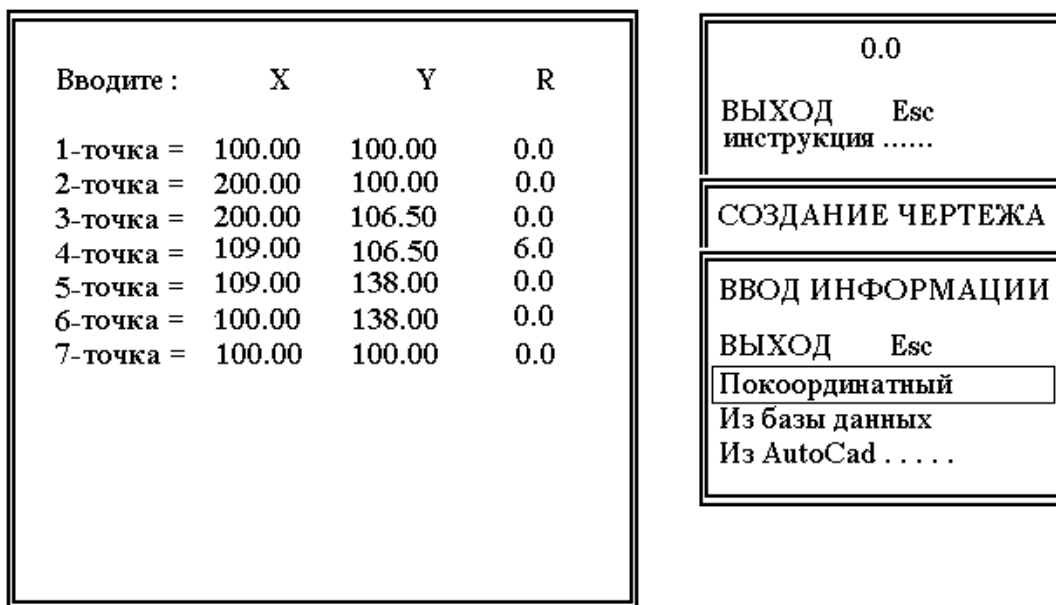 Вводите : X Y R
1-точка = 100.00 100.00 0.0
2-точка = 200.00 100.00 0.0
3-точка = 200.00 106.50 0.0
4-точка = 109.00 106.50 6.0
5-точка = 109.00 138.00 0.0
6-точка = 100.00 138.00 0.0
7-точка = 100.00 100.00 0.0
0.0
ВЫХОД Esc
инструкция ......
СОЗДАНИЕ ЧЕРТЕЖА
ВВОД ИНФОРМАЦИИ
ВЫХОД Esc
Покоординатный
Из базы данных
Из AutoCad . . . . .